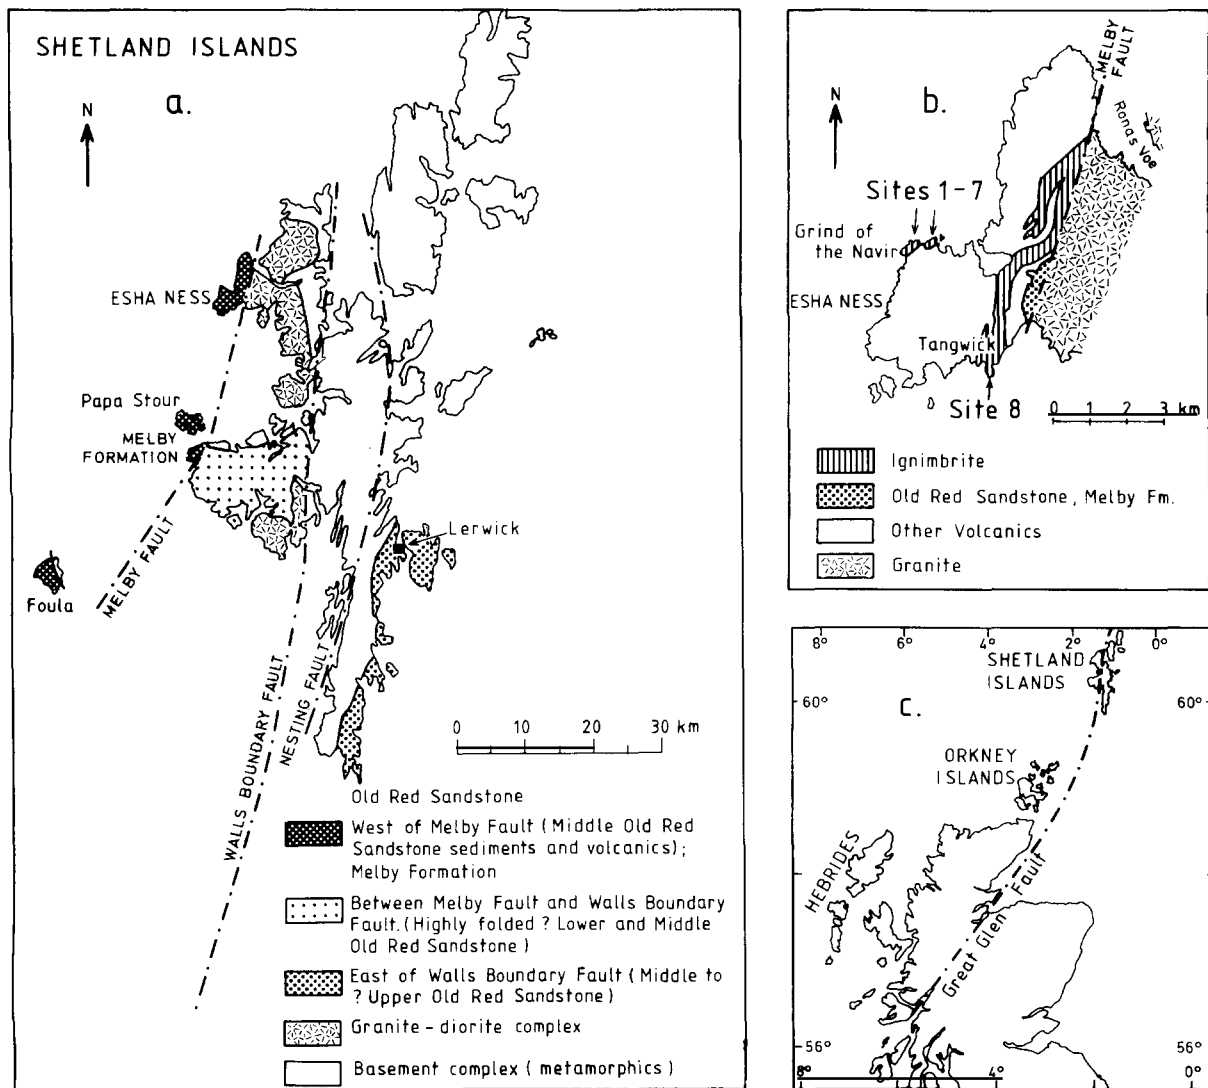 SHETLAND ISLANDS
a.
N
ESHA NESS
Papa Stour
MELBY
FORMATION
MELBY FAULT
Foula
Lerwick
WALLS BOUNDARY FAULT
NESTING FAULT
0 10 20 30 km
Old Red Sandstone
West of Melby Fault (Middle Old Red
Sandstone sediments and volcanics);
Melby Formation
Between Melby Fault and Walls Boundary
Fault. (Highly folded ? Lower and Middle
Old Red Sandstone)
East of Walls Boundary Fault (Middle to
? Upper Old Red Sandstone)
Granite-diorite complex
Basement complex (metamorphics)
b.
N
MELBY
FAULT
Ronas Voe
Sites 1-7
Grind of
the Navir
ESHA NESS
Tangwick
Site 8
0 1 2 3 km
Ignimbrite
Old Red Sandstone, Melby Fm.
Other Volcanics
Granite
8° 6° 4° 2° 0°
SHETLAND
ISLANDS
60° 60°
c.
ORKNEY
ISLANDS
HEBRIDES
Great Glen Fault
56° 56°
8° 4° 0°